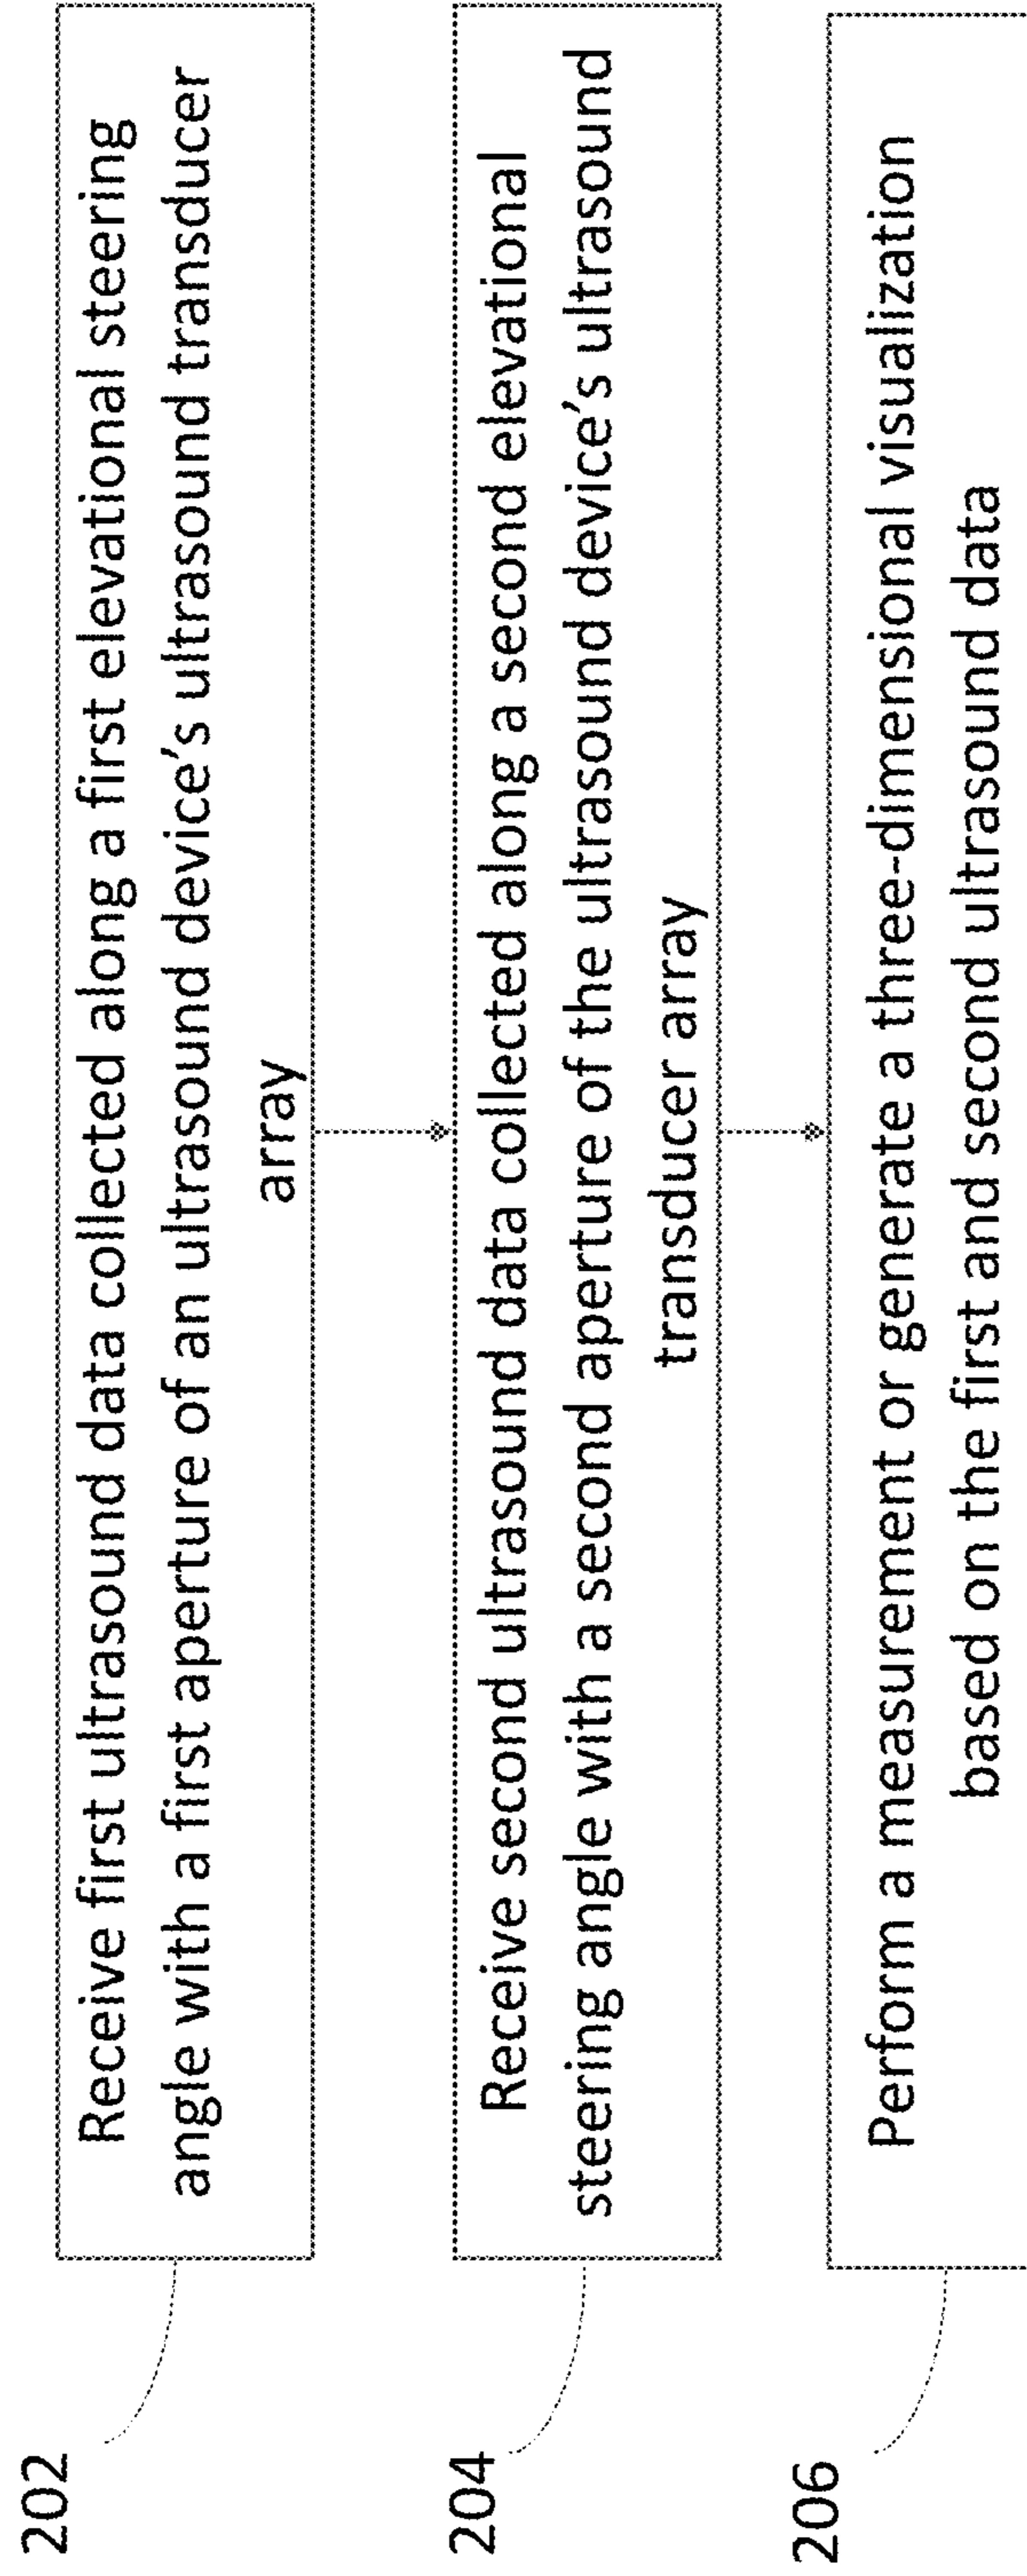 202
Receive first ultrasound data collected along a first elevational steering
angle with a first aperture of an ultrasound device’s ultrasound transducer
array
204
Receive second ultrasound data collected along a second elevational
steering angle with a second aperture of the ultrasound device’s ultrasound
transducer array
206
Perform a measurement or generate a three-dimensional visualization
based on the first and second ultrasound data